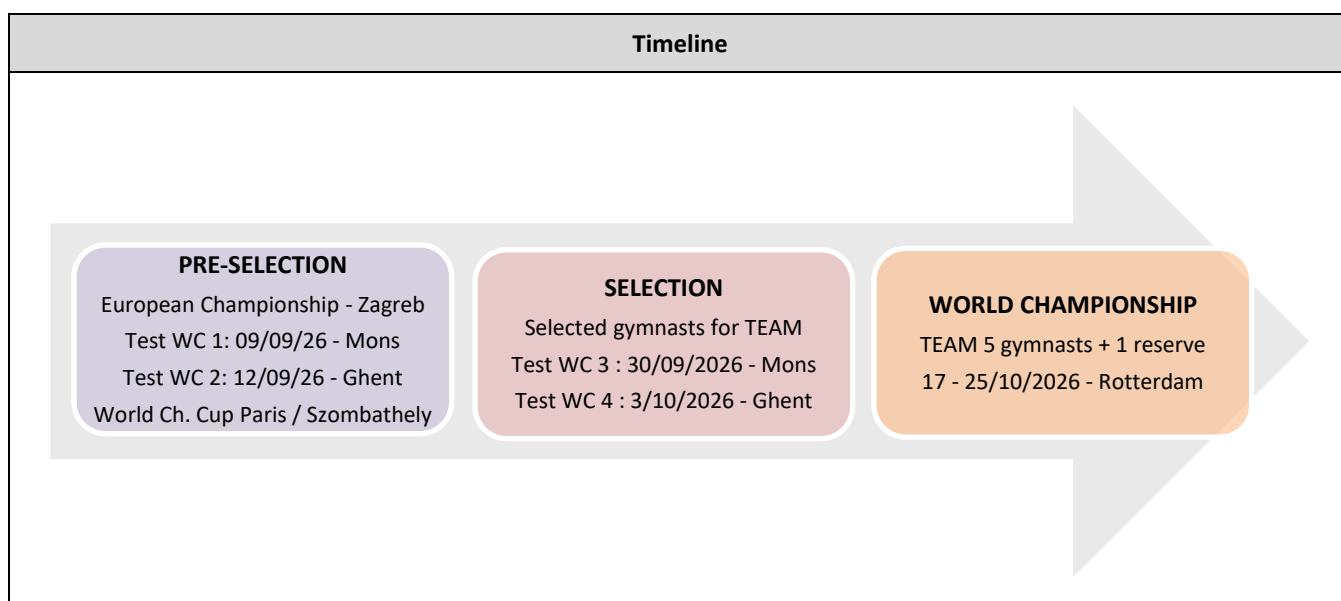 Timeline
PRE-SELECTION
European Championship - Zagreb
Test WC 1: 09/09/26 - Mons
Test WC 2: 12/09/26 - Ghent
World Ch. Cup Paris / Szombathely
SELECTION
Selected gymnasts for TEAM
Test WC 3 : 30/09/2026 - Mons
Test WC 4 : 3/10/2026 - Ghent
WORLD CHAMPIONSHIP
TEAM 5 gymnasts + 1 reserve
17 - 25/10/2026 - Rotterdam